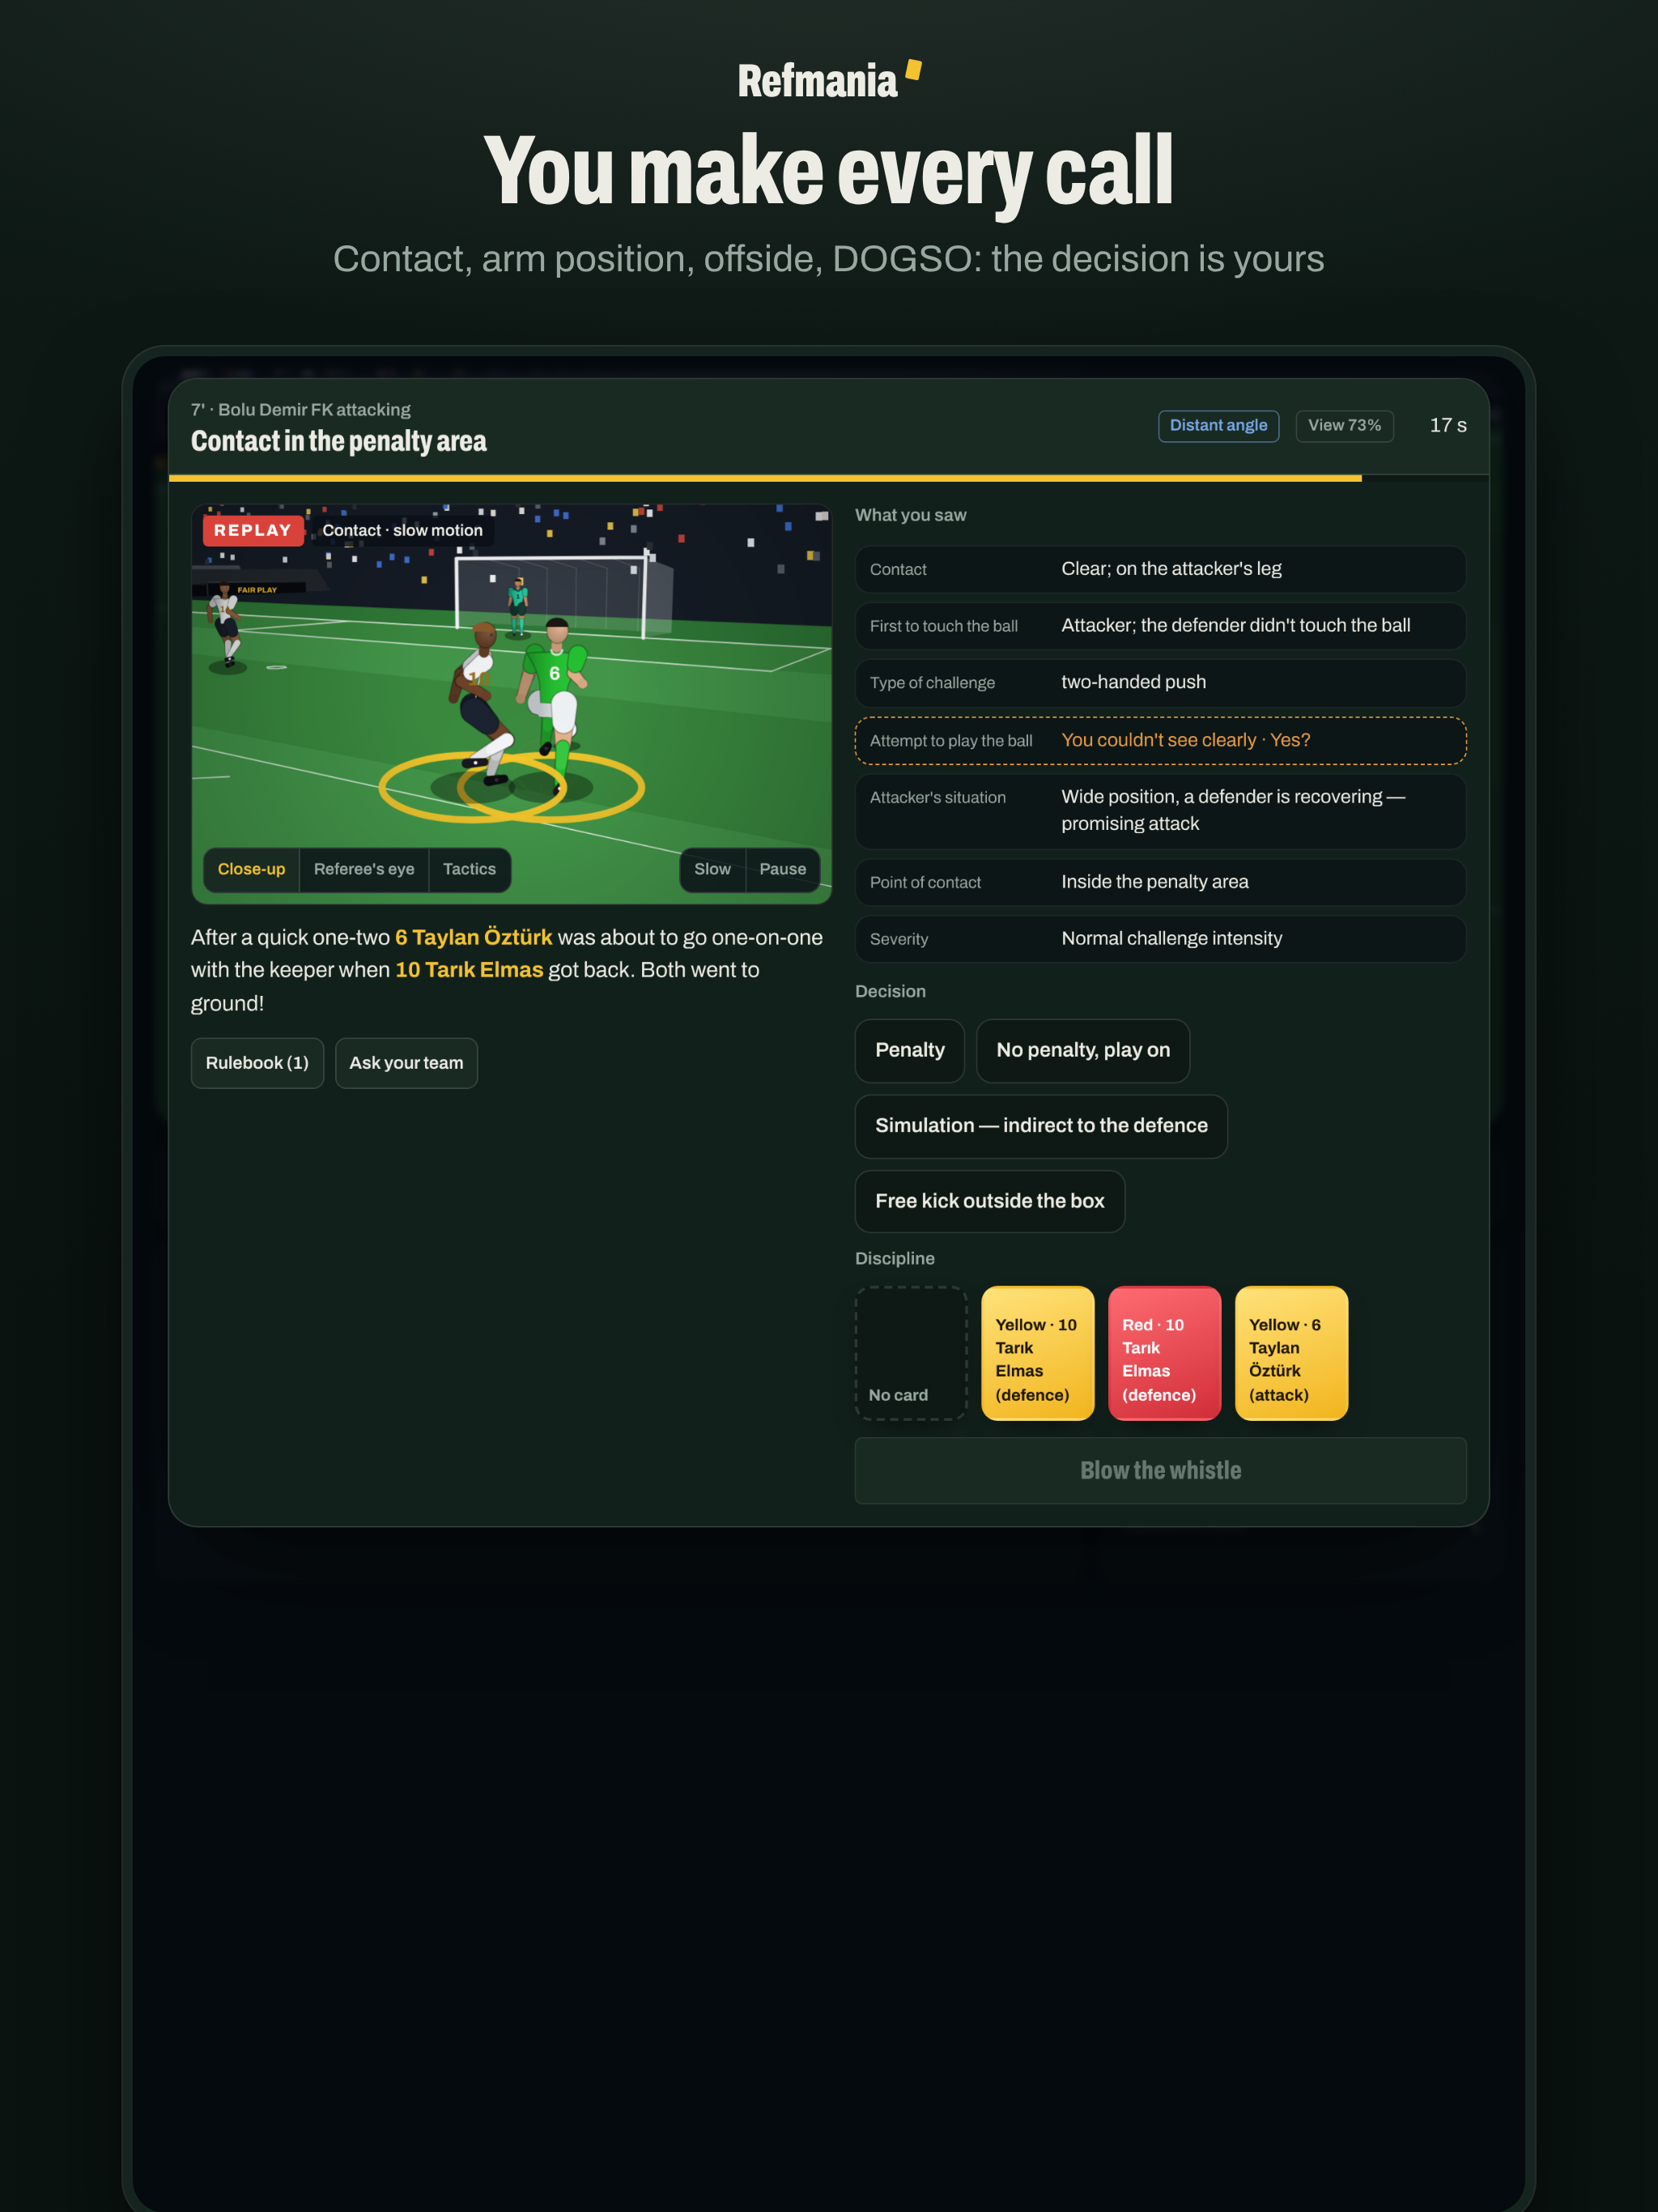 Refmania
You make every call
Contact, arm position, offside, DOGSO: the decision is yours
7' · Bolu Demir FK attacking
Contact in the penalty area
Distant angle
View 73%
17 s
REPLAY
Contact · slow motion
FAIR PLAY
10
6
Close-up
Referee's eye
Tactics
Slow
Pause
After a quick one-two 6 Taylan Öztürk was about to go one-on-one
with the keeper when 10 Tarık Elmas got back. Both went to
ground!
Rulebook (1)
Ask your team
What you saw
Contact
Clear; on the attacker's leg
First to touch the ball
Attacker; the defender didn't touch the ball
Type of challenge
two-handed push
Attempt to play the ball
You couldn't see clearly · Yes?
Attacker's situation
Wide position, a defender is recovering —
promising attack
Point of contact
Inside the penalty area
Severity
Normal challenge intensity
Decision
Penalty
No penalty, play on
Simulation — indirect to the defence
Free kick outside the box
Discipline
No card
Yellow · 10
Tarık
Elmas
(defence)
Red · 10
Tarık
Elmas
(defence)
Yellow · 6
Taylan
Öztürk
(attack)
Blow the whistle